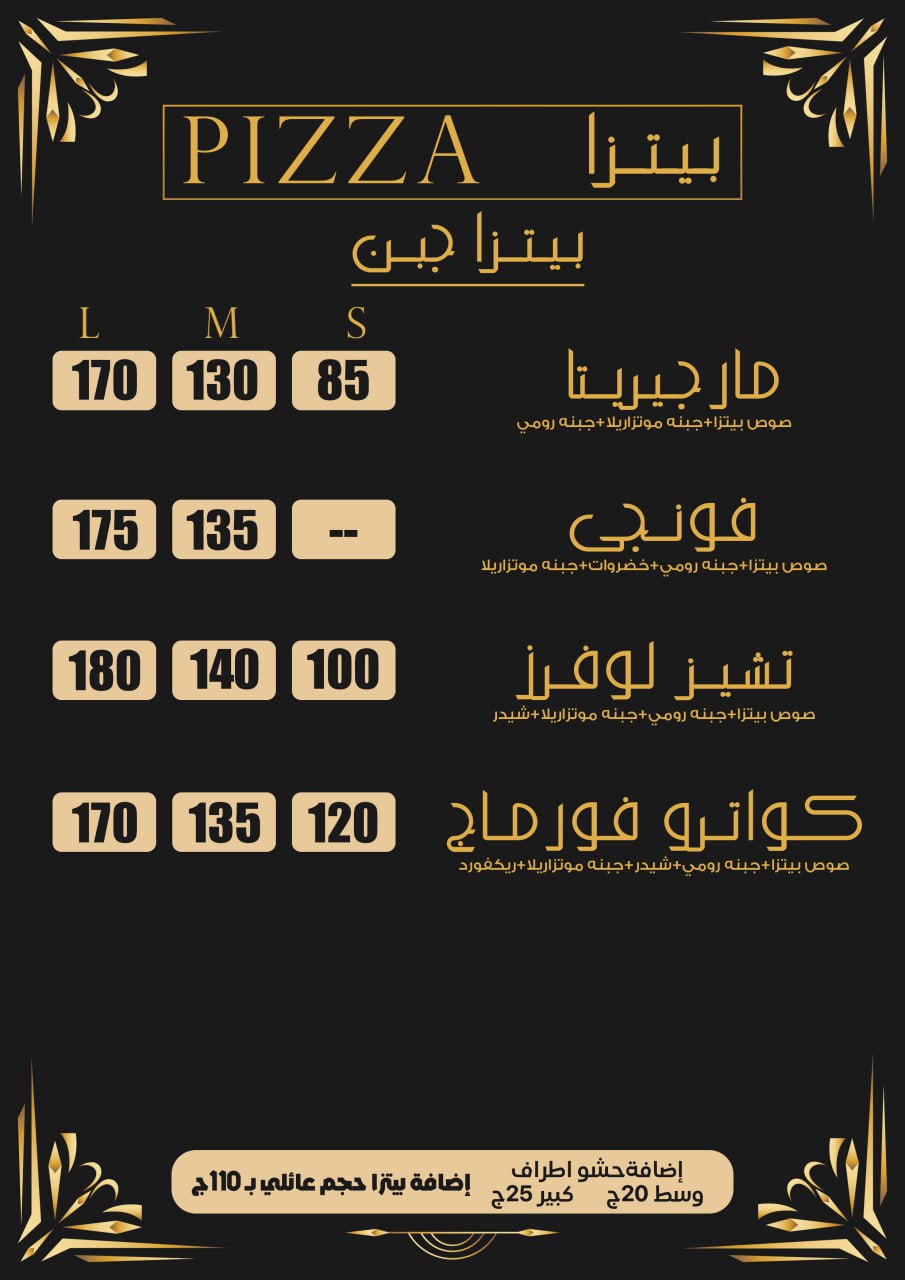 بيتزا PIZZA
بيتزا جبن
L M S
مارجيريتا 85 130 170
صوص بيتزا+جبنه موتزاريلا+جبنه رومي
فونجى -- 135 175
صوص بيتزا+جبنه رومي+خضروات+جبنه موتزاريلا
تشيز لوفرز 100 140 180
صوص بيتزا+جبنه رومي+جبنه موتزاريلا+شيدر
كواترو فورماج 120 135 170
صوص بيتزا+جبنه رومي+شيدر+جبنه موتزاريلا+ريكفورد
إضافةحشو اطراف
وسط 20ج كبير 25ج
إضافة بيتزا حجم عائلي بـ 110ج